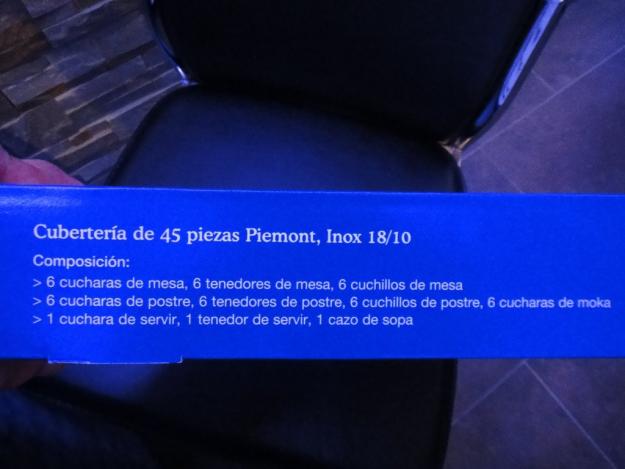 Cubertería de 45 piezas Piemont, Inox 18/10
Composición:
> 6 cucharas de mesa, 6 tenedores de mesa, 6 cuchillos de mesa
> 6 cucharas de postre, 6 tenedores de postre, 6 cuchillos de postre, 6 cucharas de moka
> 1 cuchara de servir, 1 tenedor de servir, 1 cazo de sopa